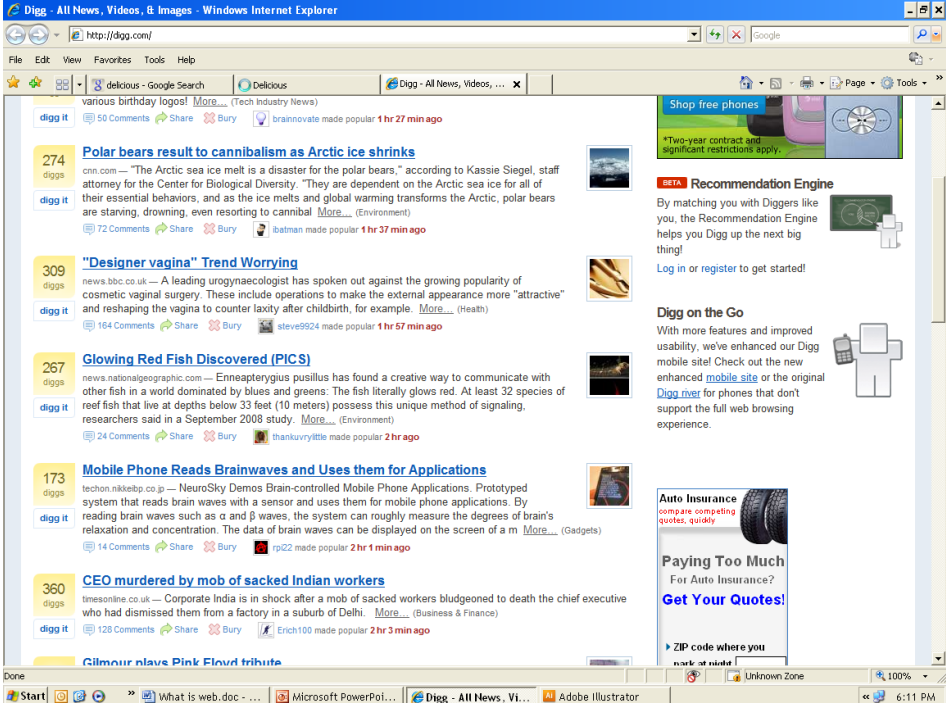 Digg - All News, Videos, & Images - Windows Internet Explorer
http://digg.com/
Google
File Edit View Favorites Tools Help
delicious - Google Search
Delicious
Digg - All News, Videos, ...
Page
Tools
various birthday logos! More... (Tech Industry News)
digg it
50 Comments Share Bury brainnovate made popular 1 hr 27 min ago
274
diggs
digg it
Polar bears result to cannibalism as Arctic ice shrinks
cnn.com — "The Arctic sea ice melt is a disaster for the polar bears," according to Kassie Siegel, staff
attorney for the Center for Biological Diversity. "They are dependent on the Arctic sea ice for all of
their essential behaviors, and as the ice melts and global warming transforms the Arctic, polar bears
are starving, drowning, even resorting to cannibal More... (Environment)
72 Comments Share Bury ibatman made popular 1 hr 37 min ago
309
diggs
digg it
"Designer vagina" Trend Worrying
news.bbc.co.uk — A leading urogynaecologist has spoken out against the growing popularity of
cosmetic vaginal surgery. These include operations to make the external appearance more "attractive"
and reshaping the vagina to counter laxity after childbirth, for example. More... (Health)
164 Comments Share Bury steve9924 made popular 1 hr 57 min ago
267
diggs
digg it
Glowing Red Fish Discovered (PICS)
news.nationalgeographic.com — Enneapterygius pusillus has found a creative way to communicate with
other fish in a world dominated by blues and greens: The fish literally glows red. At least 32 species of
reef fish that live at depths below 33 feet (10 meters) possess this unique method of signaling,
researchers said in a September 2008 study. More... (Environment)
24 Comments Share Bury thankuvrylittle made popular 2 hr ago
173
diggs
digg it
Mobile Phone Reads Brainwaves and Uses them for Applications
techon.nikkeibp.co.jp — NeuroSky Demos Brain-controlled Mobile Phone Applications. Prototyped
system that reads brain waves with a sensor and uses them for mobile phone applications. By
reading brain waves such as α and β waves, the system can roughly measure the degrees of brain's
relaxation and concentration. The data of brain waves can be displayed on the screen of a m More... (Gadgets)
14 Comments Share Bury rpi22 made popular 2 hr 1 min ago
360
diggs
digg it
CEO murdered by mob of sacked Indian workers
timesonline.co.uk — Corporate India is in shock after a mob of sacked workers bludgeoned to death the chief executive
who had dismissed them from a factory in a suburb of Delhi. More... (Business & Finance)
128 Comments Share Bury Erich100 made popular 2 hr 3 min ago
Gilmour plays Pink Floyd tribute
Shop free phones
*Two-year contract and
significant restrictions apply.
BETA Recommendation Engine
By matching you with Diggers like
you, the Recommendation Engine
helps you Digg up the next big
thing!
Log in or register to get started!
Digg on the Go
With more features and improved
usability, we've enhanced our Digg
mobile site! Check out the new
enhanced mobile site or the original
Digg river for phones that don't
support the full web browsing
experience.
Auto Insurance
compare competing
quotes, quickly
Paying Too Much
For Auto Insurance?
Get Your Quotes!
ZIP code where you
park at night
Done
Unknown Zone
100%
Start
What is web.doc - ...
Microsoft PowerPoi...
Digg - All News, Vi...
Adobe Illustrator
6:11 PM